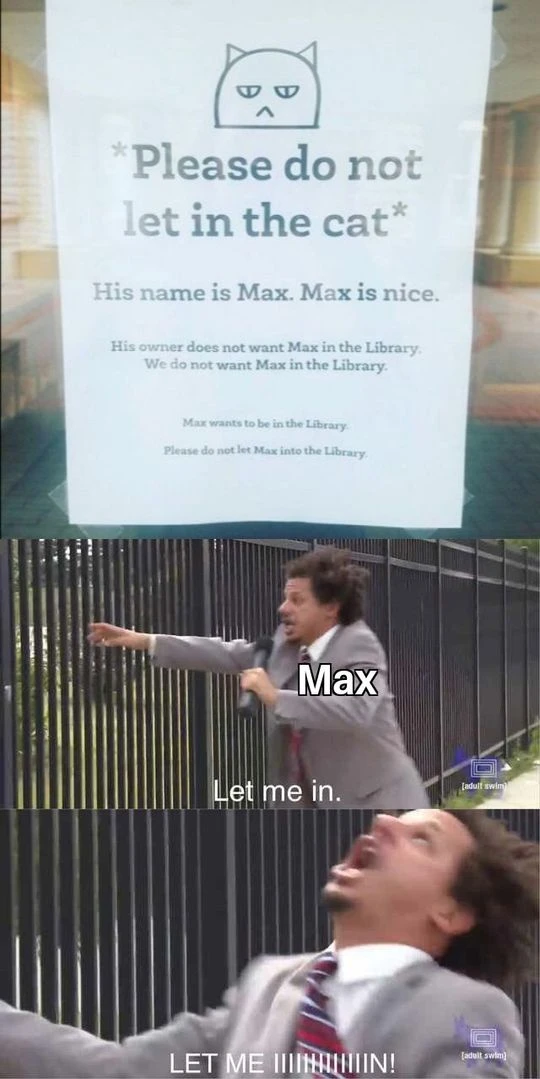 *Please do not
let in the cat*
His name is Max. Max is nice.
His owner does not want Max in the Library.
We do not want Max in the Library.
Max wants to be in the Library.
Please do not let Max into the Library.
Max
Let me in.
[adult swim]
LET ME IIIIIIIIIIIIIN!
[adult swim]